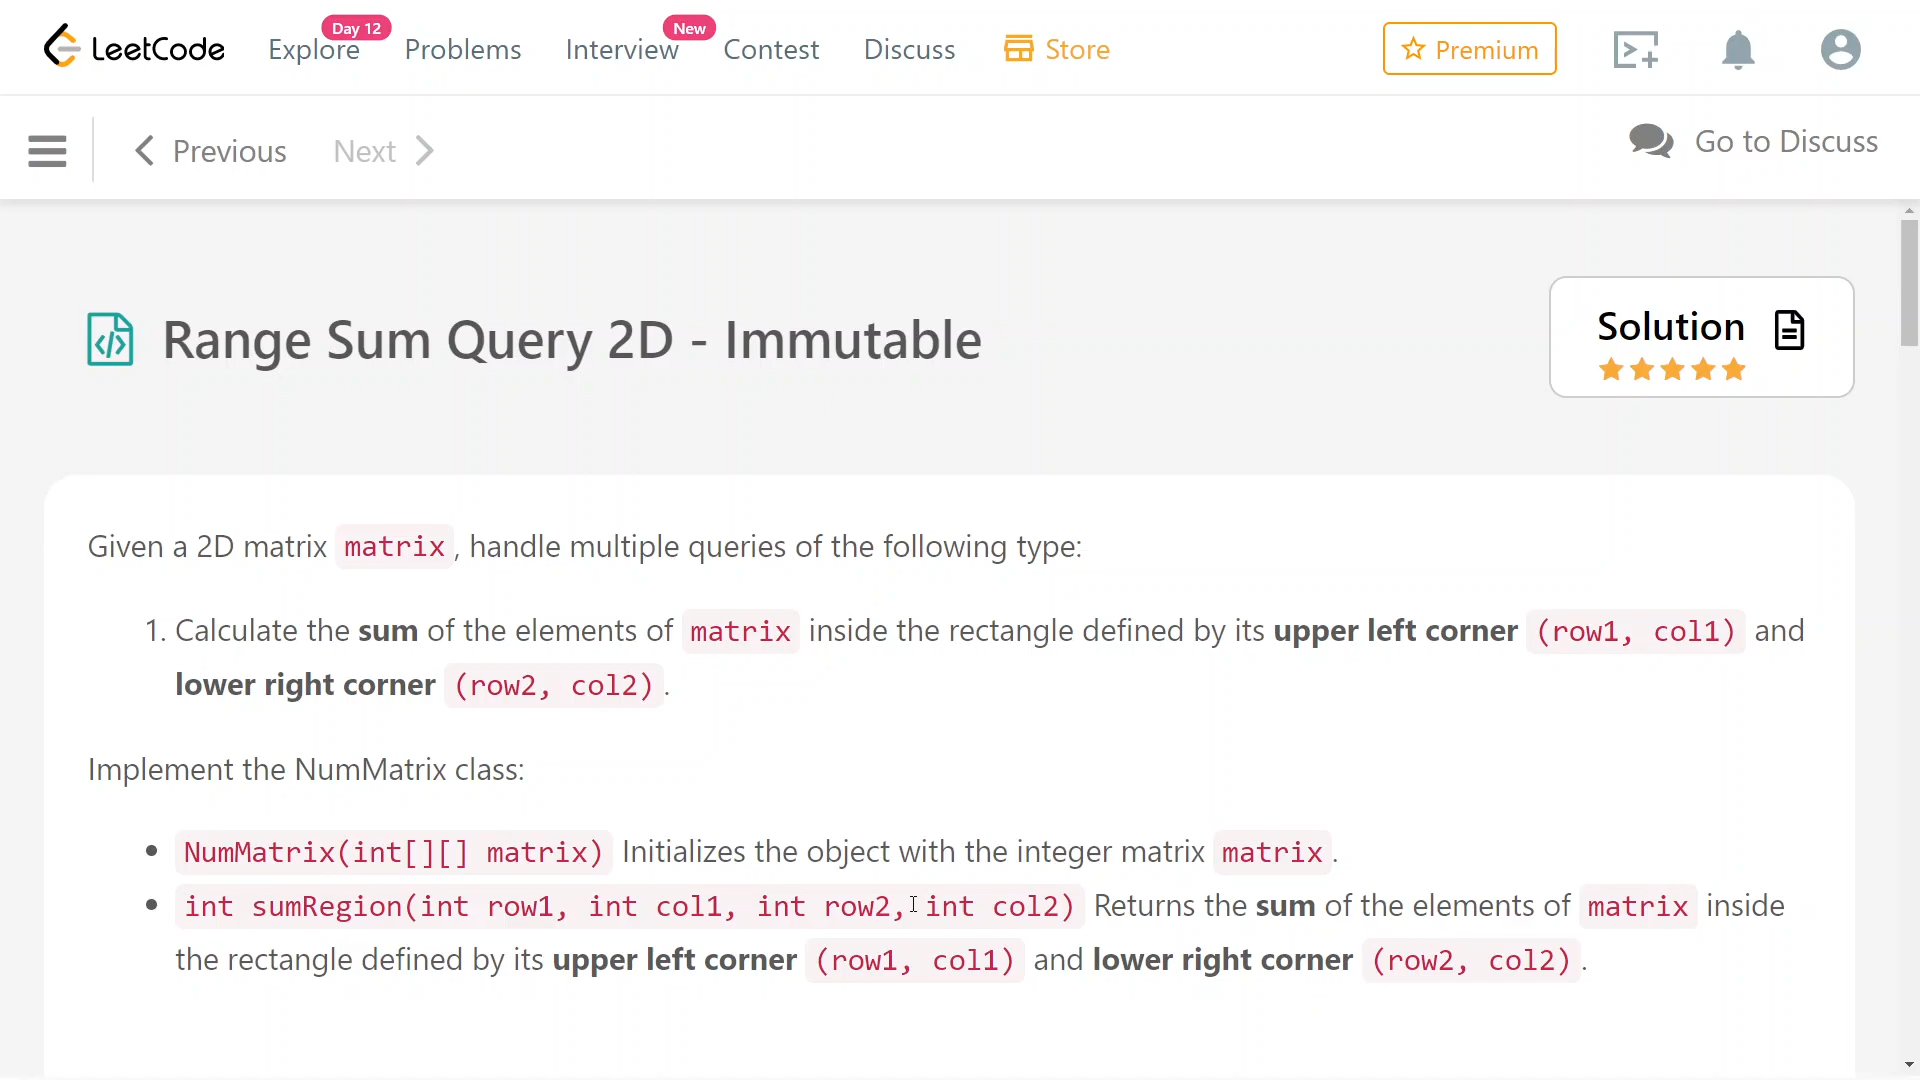 LeetCode Explore Day 12 Problems Interview New Contest Discuss Store Premium
Previous Next Go to Discuss
Range Sum Query 2D - Immutable
Solution
Given a 2D matrix matrix, handle multiple queries of the following type:
1. Calculate the sum of the elements of matrix inside the rectangle defined by its upper left corner (row1, col1) and
lower right corner (row2, col2).
Implement the NumMatrix class:
• NumMatrix(int[][] matrix) Initializes the object with the integer matrix matrix.
• int sumRegion(int row1, int col1, int row2, int col2) Returns the sum of the elements of matrix inside
the rectangle defined by its upper left corner (row1, col1) and lower right corner (row2, col2).